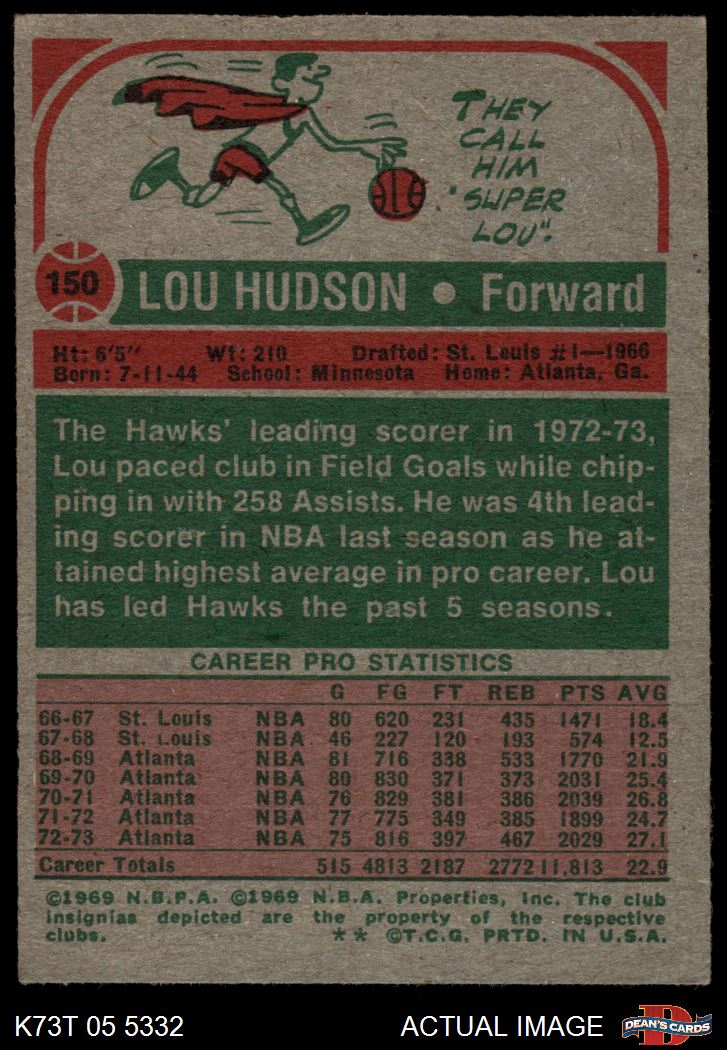 THEY
CALL
HIM
"SUPER
LOU".
150
LOU HUDSON • Forward
Ht: 6'5" Wt: 210 Drafted: St. Louis #1—1966
Born: 7-11-44 School: Minnesota Home: Atlanta, Ga.
The Hawks' leading scorer in 1972-73,
Lou paced club in Field Goals while chip-
ping in with 258 Assists. He was 4th lead-
ing scorer in NBA last season as he at-
tained highest average in pro career. Lou
has led Hawks the past 5 seasons.
CAREER PRO STATISTICS
G FG FT REB PTS AVG
66-67 St. Louis NBA 80 620 231 435 1471 18.4
67-68 St. Louis NBA 46 227 120 193 574 12.5
68-69 Atlanta NBA 81 716 338 533 1770 21.9
69-70 Atlanta NBA 80 830 371 373 2031 25.4
70-71 Atlanta NBA 76 829 381 386 2039 26.8
71-72 Atlanta NBA 77 775 349 385 1899 24.7
72-73 Atlanta NBA 75 816 397 467 2029 27.1
Career Totals 515 4813 2187 2772 11,813 22.9
©1969 N.B.P.A. ©1969 N.B.A. Properties, Inc. The club
insignias depicted are the property of the respective
clubs. ** ©T.C.G. PRTD. IN U.S.A.
K73T 05 5332 ACTUAL IMAGE D DEAN'S CARDS